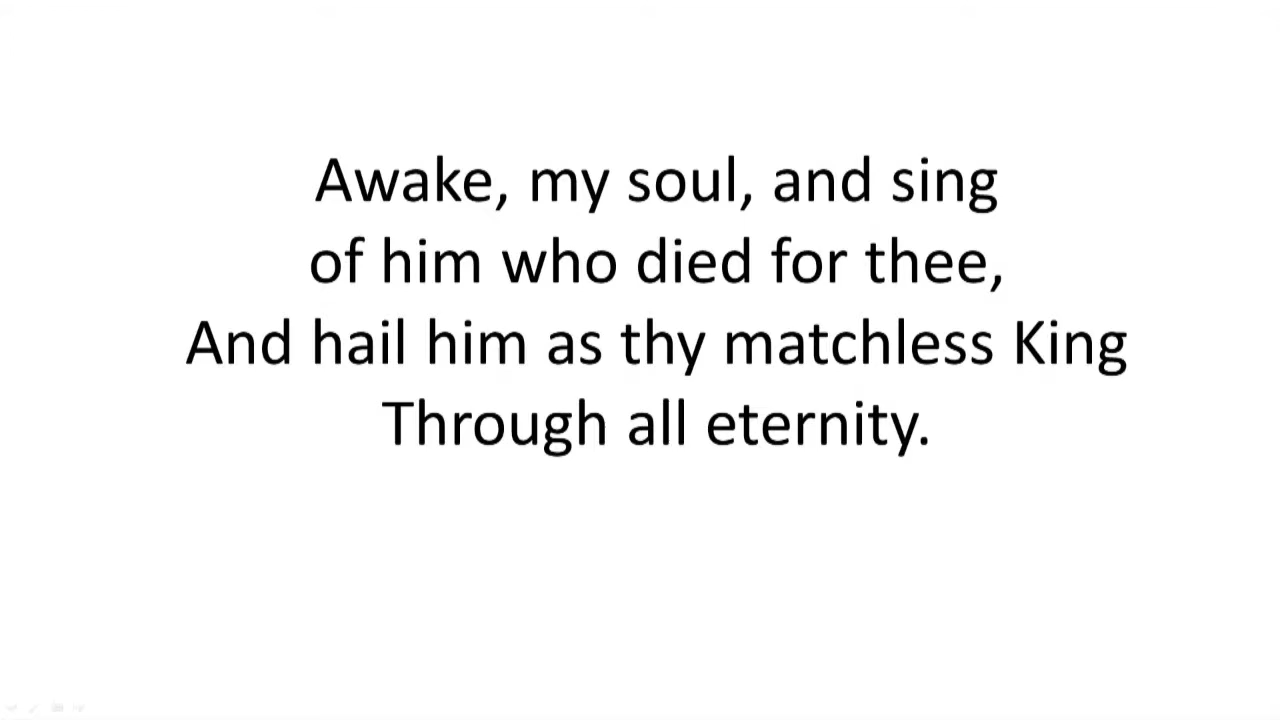 Awake, my soul, and sing
of him who died for thee,
And hail him as thy matchless King
Through all eternity.